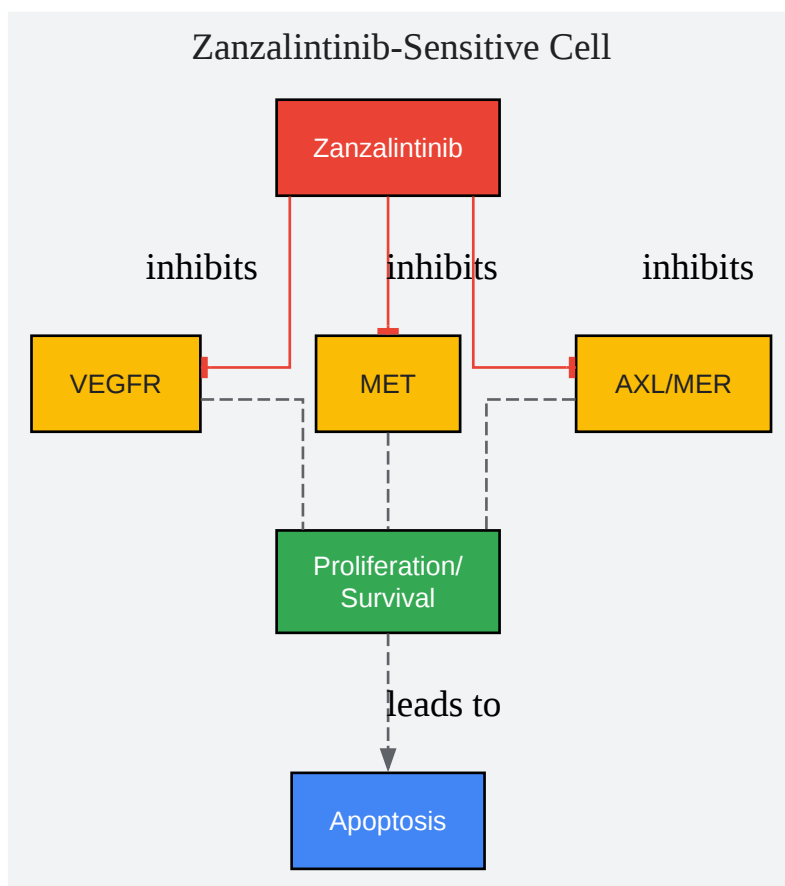 Zanzalintinib-Sensitive Cell
Zanzalintinib
inhibits
inhibits
inhibits
VEGFR
MET
AXL/MER
Proliferation/
Survival
leads to
Apoptosis